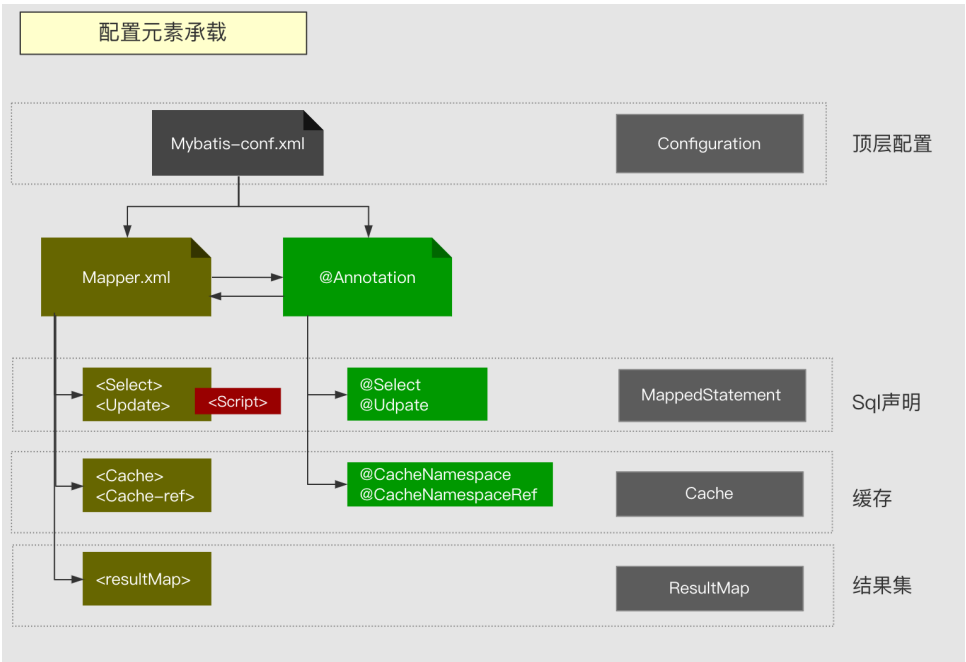 配置元素承载
Mybatis-conf.xml
Configuration
顶层配置
Mapper.xml
@Annotation
<Select>
<Update>
<Script>
@Select
@Udpate
MappedStatement
Sql声明
<Cache>
<Cache-ref>
@CacheNamespace
@CacheNamespaceRef
Cache
缓存
<resultMap>
ResultMap
结果集